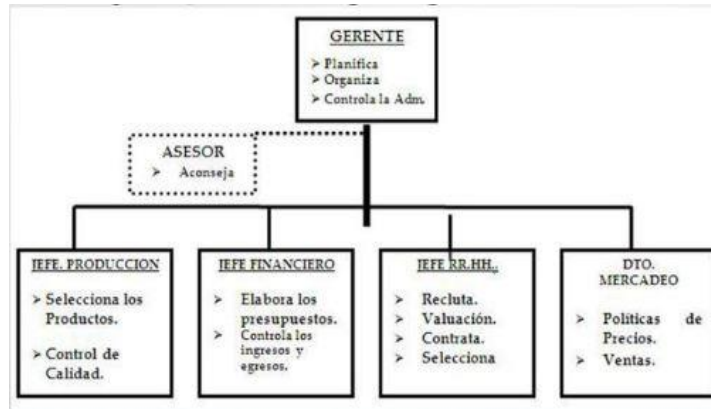 GERENTE
➢ Planifica
➢ Organiza
➢ Controla la Adm.
ASESOR
➢ Aconseja
JEFE. PRODUCCION
➢ Selecciona los
Productos.
➢ Control de
Calidad.
JEFE FINANCIERO
➢ Elabora los
presupuestos.
➢ Controla los
ingresos y
egresos.
JEFE RR.HH.
➢ Recluta.
➢ Valuación.
➢ Contrata.
➢ Selecciona
DTO.
MERCADEO
➢ Políticas de
Precios.
➢ Ventas.